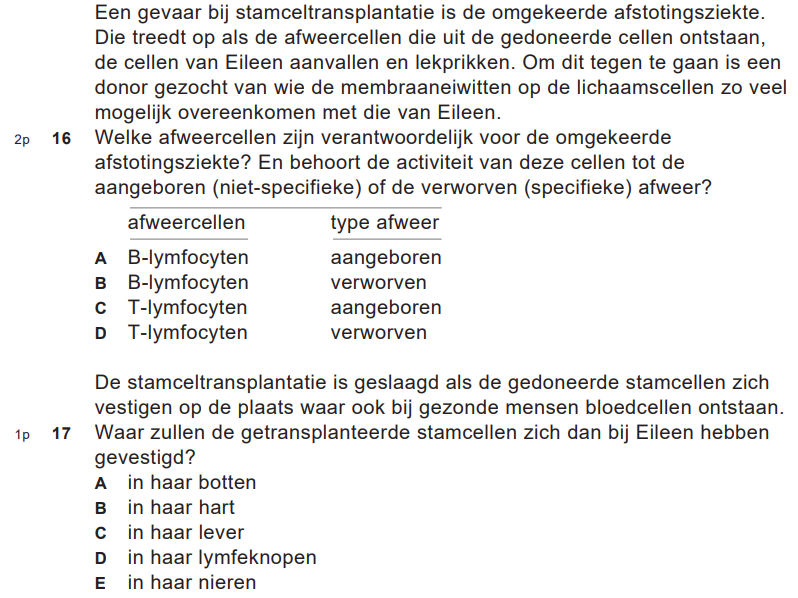 Een gevaar bij stamceltransplantatie is de omgekeerde afstotingsziekte.
Die treedt op als de afweercellen die uit de gedoneerde cellen ontstaan,
de cellen van Eileen aanvallen en lekprikken. Om dit tegen te gaan is een
donor gezocht van wie de membraaneiwitten op de lichaamscellen zo veel
mogelijk overeenkomen met die van Eileen.
2p 16 Welke afweercellen zijn verantwoordelijk voor de omgekeerde
afstotingsziekte? En behoort de activiteit van deze cellen tot de
aangeboren (niet-specifieke) of de verworven (specifieke) afweer?
afweercellen type afweer
A B-lymfocyten aangeboren
B B-lymfocyten verworven
C T-lymfocyten aangeboren
D T-lymfocyten verworven
De stamceltransplantatie is geslaagd als de gedoneerde stamcellen zich
vestigen op de plaats waar ook bij gezonde mensen bloedcellen ontstaan.
1p 17 Waar zullen de getransplanteerde stamcellen zich dan bij Eileen hebben
gevestigd?
A in haar botten
B in haar hart
C in haar lever
D in haar lymfeknopen
E in haar nieren